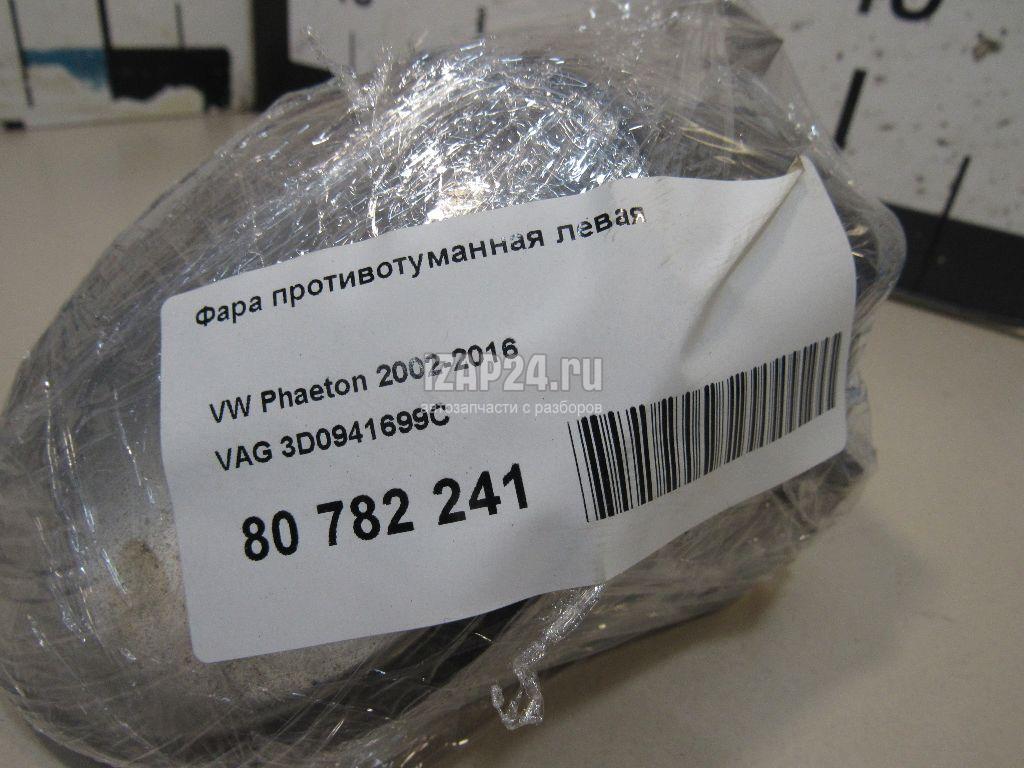 Фара противотуманная левая
VW Phaeton 2002-2016
VAG 3D0941699C
80 782 241
iZAP24.ru
автозапчасти с разборов